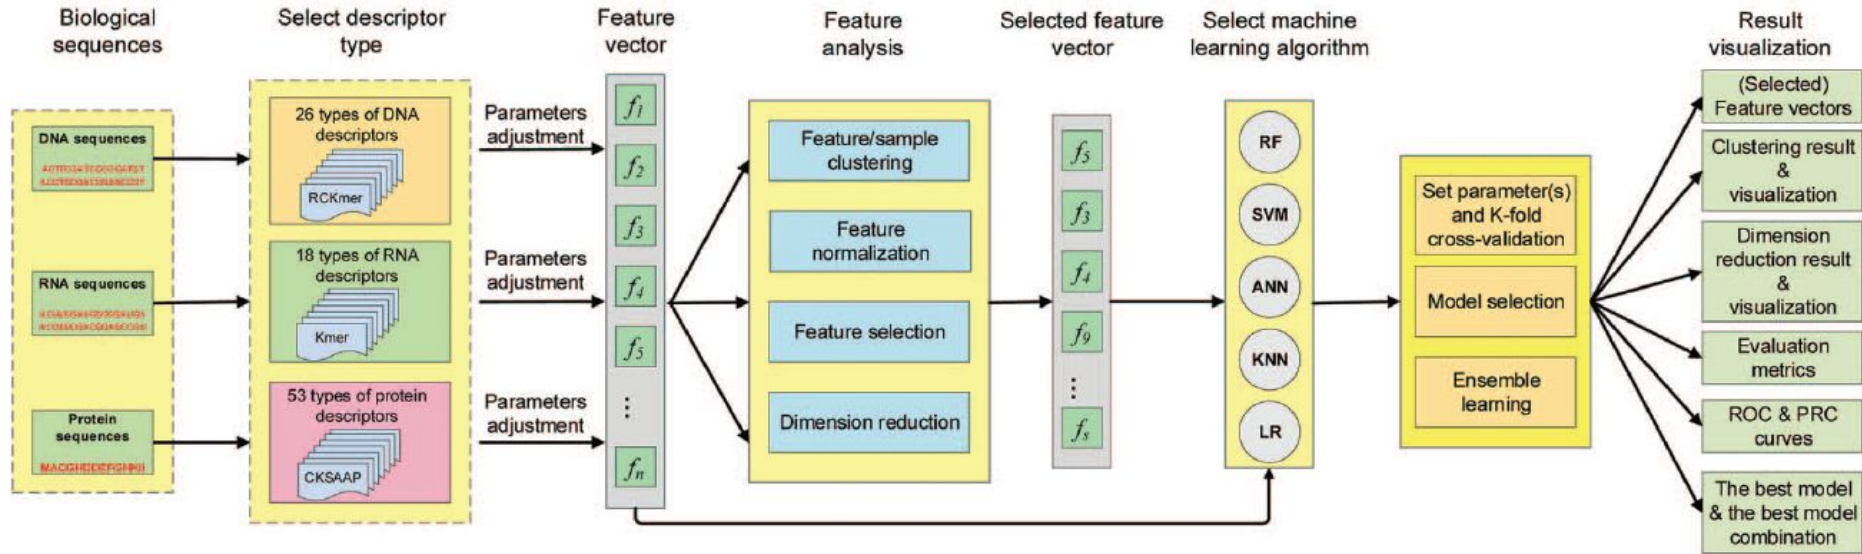 Biological
sequences
Select descriptor
type
Feature
vector
Feature
analysis
Selected feature
vector
Select machine
learning algorithm
Result
visualization
DNA sequences
RNA sequences
Protein
sequences
26 types of DNA
descriptors
RCKmer
18 types of RNA
descriptors
Kmer
53 types of protein
descriptors
CKSAAP
Parameters
adjustment
Parameters
adjustment
Parameters
adjustment
f1
f2
f3
f4
f5
...
fn
Feature/sample
clustering
Feature
normalization
Feature selection
Dimension reduction
f5
f3
f4
f9
...
fs
RF
SVM
ANN
KNN
LR
Set parameter(s)
and K-fold
cross-validation
Model selection
Ensemble
learning
(Selected)
Feature vectors
Clustering result
&
visualization
Dimension
reduction result
&
visualization
Evaluation
metrics
ROC & PRC
curves
The best model
& the best model
combination